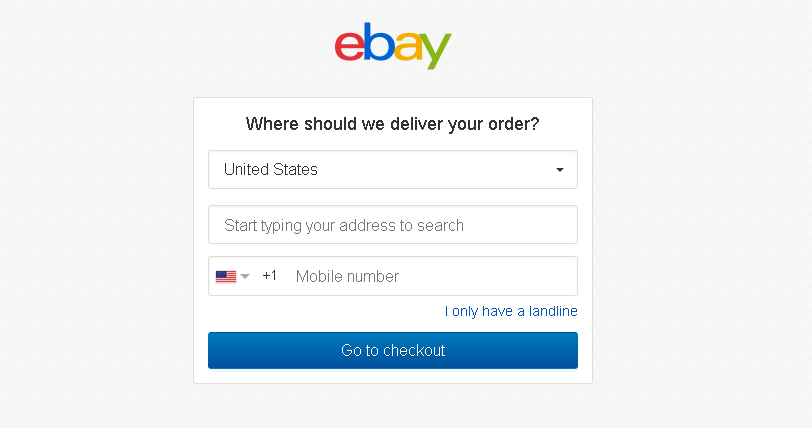 ebay
Where should we deliver your order?
United States
Start typing your address to search
+1 Mobile number
I only have a landline
Go to checkout